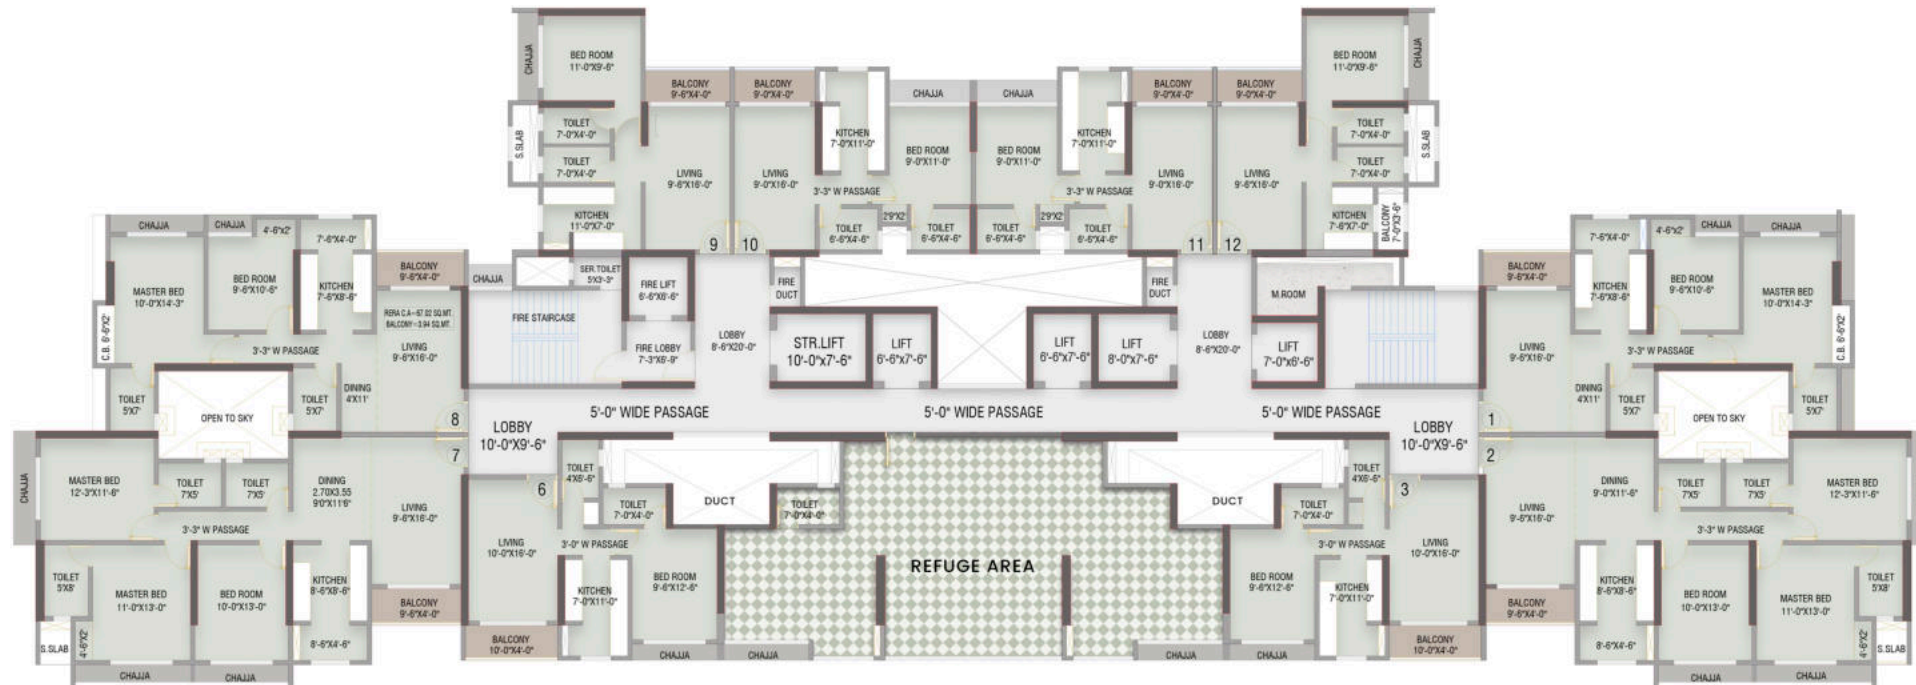 CHAJJA
BED ROOM
11'-0"X9'-6"
BALCONY
9'-6"X4'-0"
BALCONY
9'-0"X4'-0"
CHAJJA
CHAJJA
BALCONY
9'-0"X4'-0"
BALCONY
9'-6"X4'-0"
BED ROOM
11'-0"X9'-6"
CHAJJA
S.SLAB
TOILET
7'-0"X4'-0"
TOILET
7'-0"X4'-0"
KITCHEN
11'-0"X7'-0"
LIVING
9'-6"X16'-0"
LIVING
9'-0"X16'-0"
KITCHEN
7'-0"X11'-0"
BED ROOM
9'-0"X11'-0"
3'-3" W PASSAGE
TOILET
6'-6"X4'-6"
29"X2'
TOILET
6'-6"X4'-6"
BED ROOM
9'-0"X11'-0"
KITCHEN
7'-0"X11'-0"
3'-3" W PASSAGE
TOILET
6'-6"X4'-6"
29"X2'
TOILET
6'-6"X4'-6"
LIVING
9'-0"X16'-0"
LIVING
9'-6"X16'-0"
TOILET
7'-0"X4'-0"
TOILET
7'-0"X4'-0"
S.SLAB
KITCHEN
7'-6"X7'-0"
BALCONY
7'-0"X3'-6"
9
10
11
12
CHAJJA
CHAJJA
4'-6"x2'
7'-6"X4'-0"
MASTER BED
10'-0"X14'-3"
BED ROOM
9'-6"X10'-6"
KITCHEN
7'-6"X8'-6"
BALCONY
9'-6"X4'-0"
RERA C.A=67.02 SQ.MT.
BALCONY=3.94 SQ.MT.
C.B. 6'-6"X2'
LIVING
9'-6"X16'-0"
3'-3" W PASSAGE
DINING
4'X11'
TOILET
5'X7'
OPEN TO SKY
TOILET
5'X7'
8
CHAJJA
SER.TOILET
5'X3'-3"
FIRE STAIRCASE
FIRE LIFT
6'-6"X6'-6"
FIRE LOBBY
7'-3"X6'-9"
FIRE
DUCT
LOBBY
8'-6"X20'-0"
STR.LIFT
10'-0"x7'-6"
LIFT
6'-6"x7'-6"
LIFT
6'-6"x7'-6"
LIFT
8'-0"x7'-6"
FIRE
DUCT
LOBBY
8'-6"X20'-0"
M.ROOM
LIFT
7'-0"x6'-6"
5'-0" WIDE PASSAGE
5'-0" WIDE PASSAGE
5'-0" WIDE PASSAGE
LOBBY
10'-0"X9'-6"
LOBBY
10'-0"X9'-6"
BALCONY
9'-6"X4'-0"
7'-6"X4'-0"
4'-6"x2'
CHAJJA
CHAJJA
KITCHEN
7'-6"X8'-6"
BED ROOM
9'-6"X10'-6"
MASTER BED
10'-0"X14'-3"
C.B. 6'-6"X2'
LIVING
9'-6"X16'-0"
3'-3" W PASSAGE
DINING
4'X11'
TOILET
5'X7'
OPEN TO SKY
TOILET
5'X7'
1
CHAJJA
MASTER BED
12'-3"X11'-6"
TOILET
7'X5'
TOILET
7'X5'
DINING
2.70X3.55
9'0"X11'6"
7
LIVING
9'-6"X16'-0"
3'-3" W PASSAGE
TOILET
5'X8'
MASTER BED
11'-0"X13'-0"
BED ROOM
10'-0"X13'-0"
KITCHEN
8'-6"X8'-6"
BALCONY
9'-6"X4'-0"
S.SLAB
4'-6"X2'
8'-6"X4'-6"
CHAJJA
CHAJJA
6
TOILET
4'X6'-6"
TOILET
7'-0"X4'-0"
DUCT
TOILET
7'-0"X4'-0"
LIVING
10'-0"X16'-0"
3'-0" W PASSAGE
KITCHEN
7'-0"X11'-0"
BED ROOM
9'-6"X12'-6"
BALCONY
10'-0"X4'-0"
CHAJJA
CHAJJA
REFUGE AREA
DUCT
TOILET
7'-0"X4'-0"
TOILET
4'X6'-6"
3
3'-0" W PASSAGE
LIVING
10'-0"X16'-0"
BED ROOM
9'-6"X12'-6"
KITCHEN
7'-0"X11'-0"
CHAJJA
CHAJJA
BALCONY
10'-0"X4'-0"
2
LIVING
9'-6"X16'-0"
DINING
9'-0"X11'-6"
TOILET
7'X5'
TOILET
7'X5'
MASTER BED
12'-3"X11'-6"
3'-3" W PASSAGE
BALCONY
9'-6"X4'-0"
KITCHEN
8'-6"X8'-6"
BED ROOM
10'-0"X13'-0"
MASTER BED
11'-0"X13'-0"
TOILET
5'X8'
8'-6"X4'-6"
4'-6"X2'
S.SLAB
CHAJJA
CHAJJA